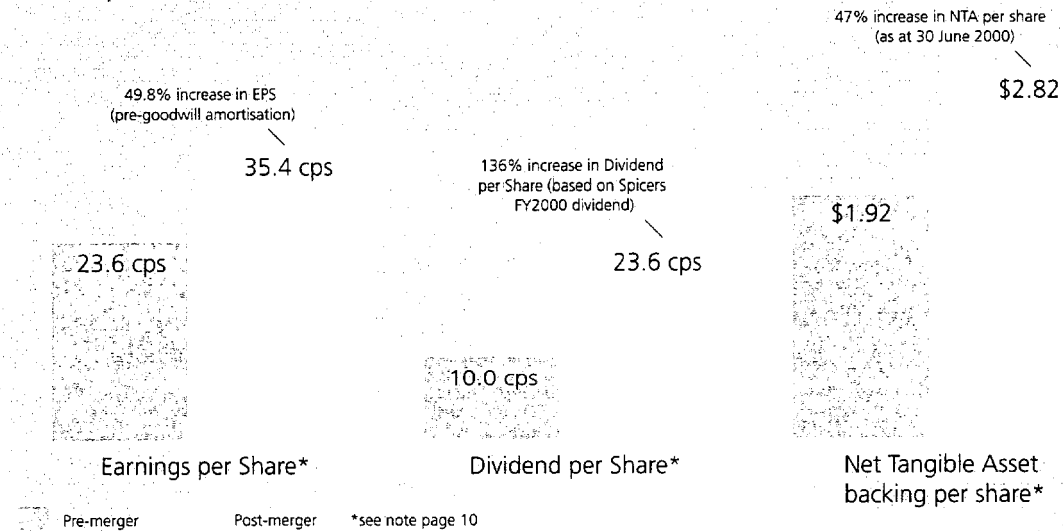 49.8% increase in EPS
(pre-goodwill amortisation)
35.4 cps
23.6 cps
Earnings per Share*
136% increase in Dividend
per Share (based on Spicers
FY2000 dividend)
23.6 cps
10.0 cps
Dividend per Share*
47% increase in NTA per share
(as at 30 June 2000)
$2.82
$1.92
Net Tangible Asset
backing per share*
Pre-merger Post-merger *see note page 10